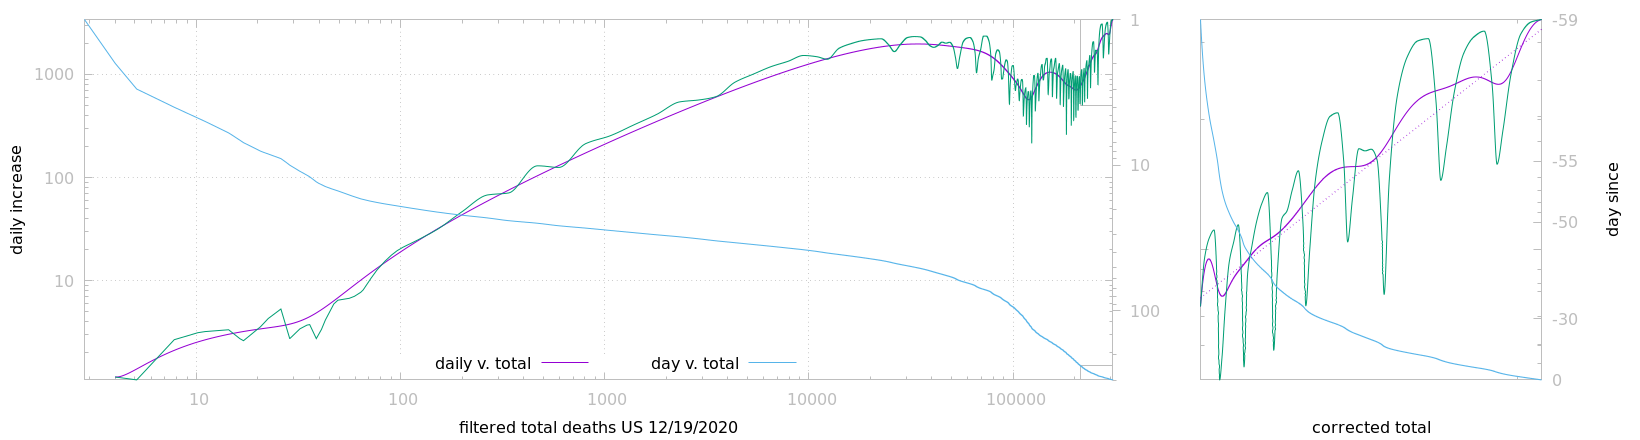 daily increase
1000
100
10
10
100
1000
10000
100000
filtered total deaths US 12/19/2020
daily v. total
day v. total
1
10
100
-59
-55
-50
-30
0
day since
corrected total